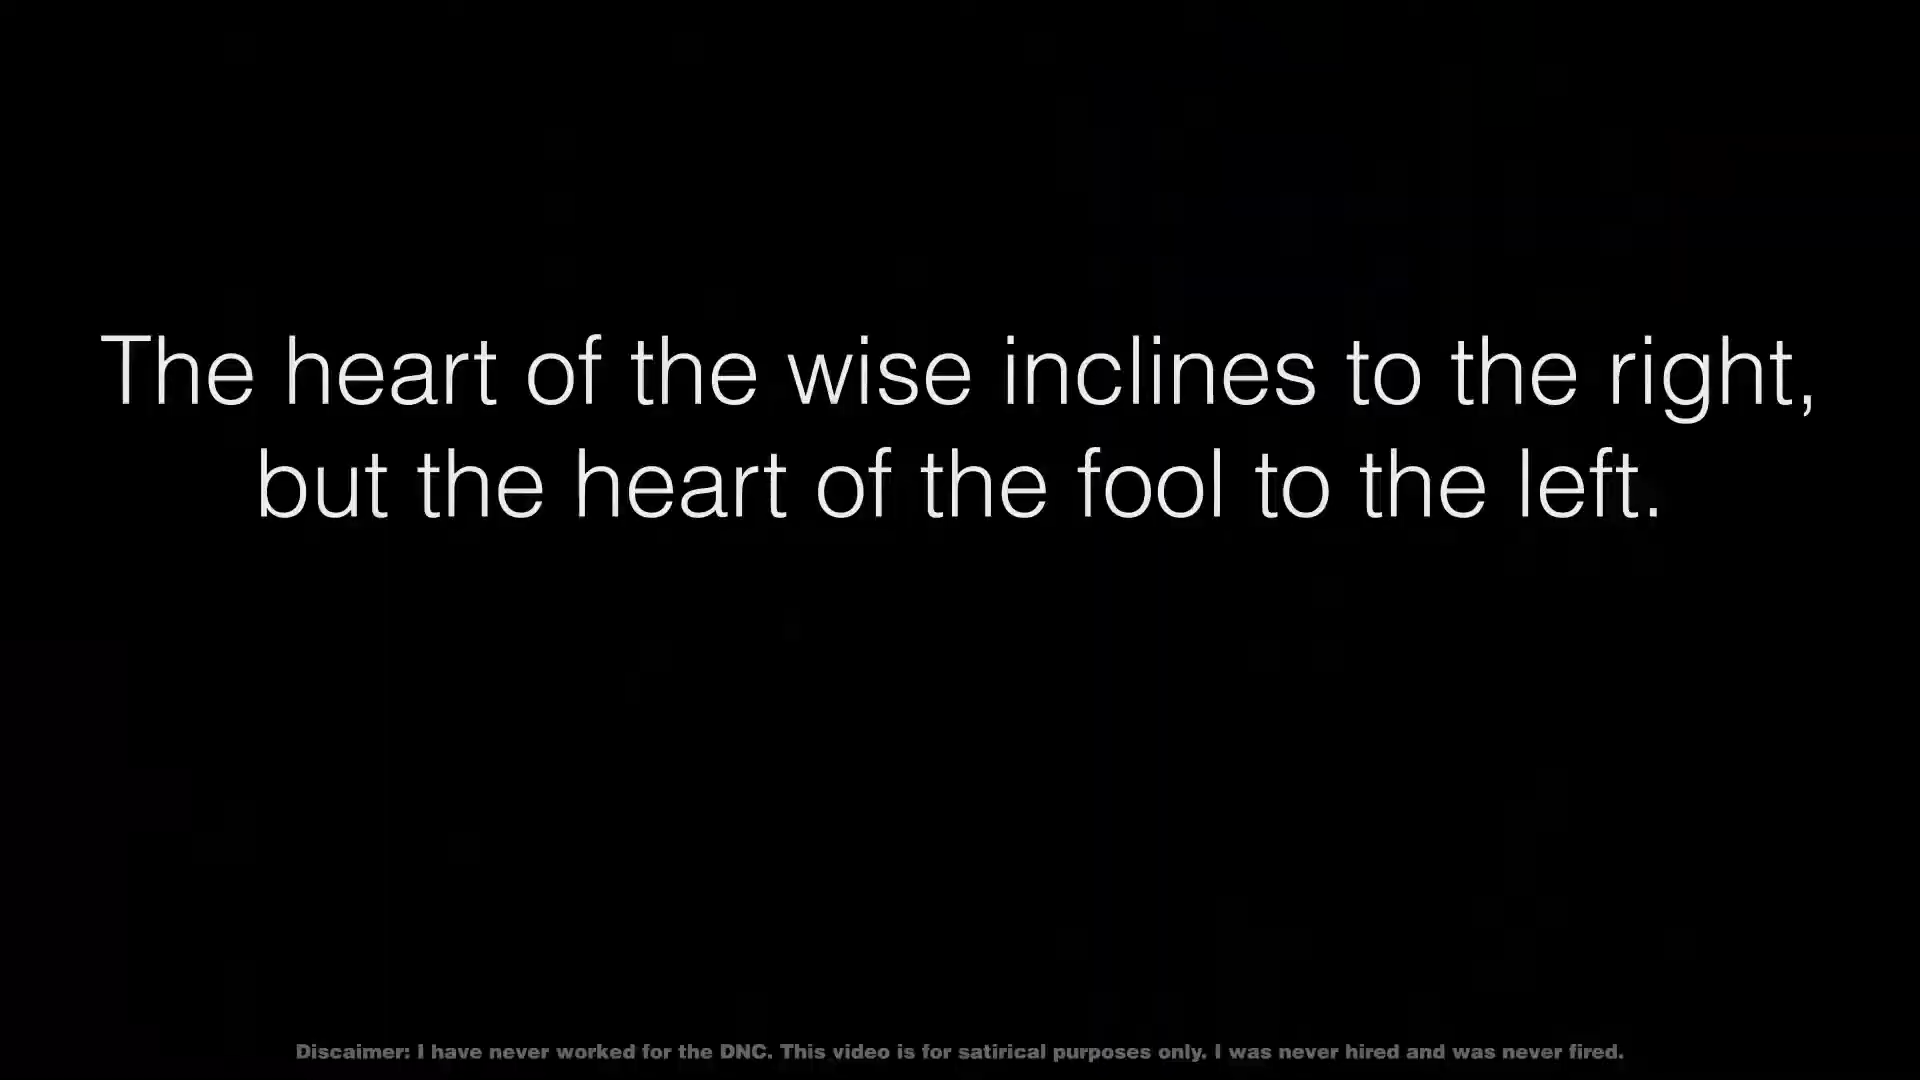 The heart of the wise inclines to the right,
but the heart of the fool to the left.
Discaimer: I have never worked for the DNC. This video is for satirical purposes only. I was never hired and was never fired.